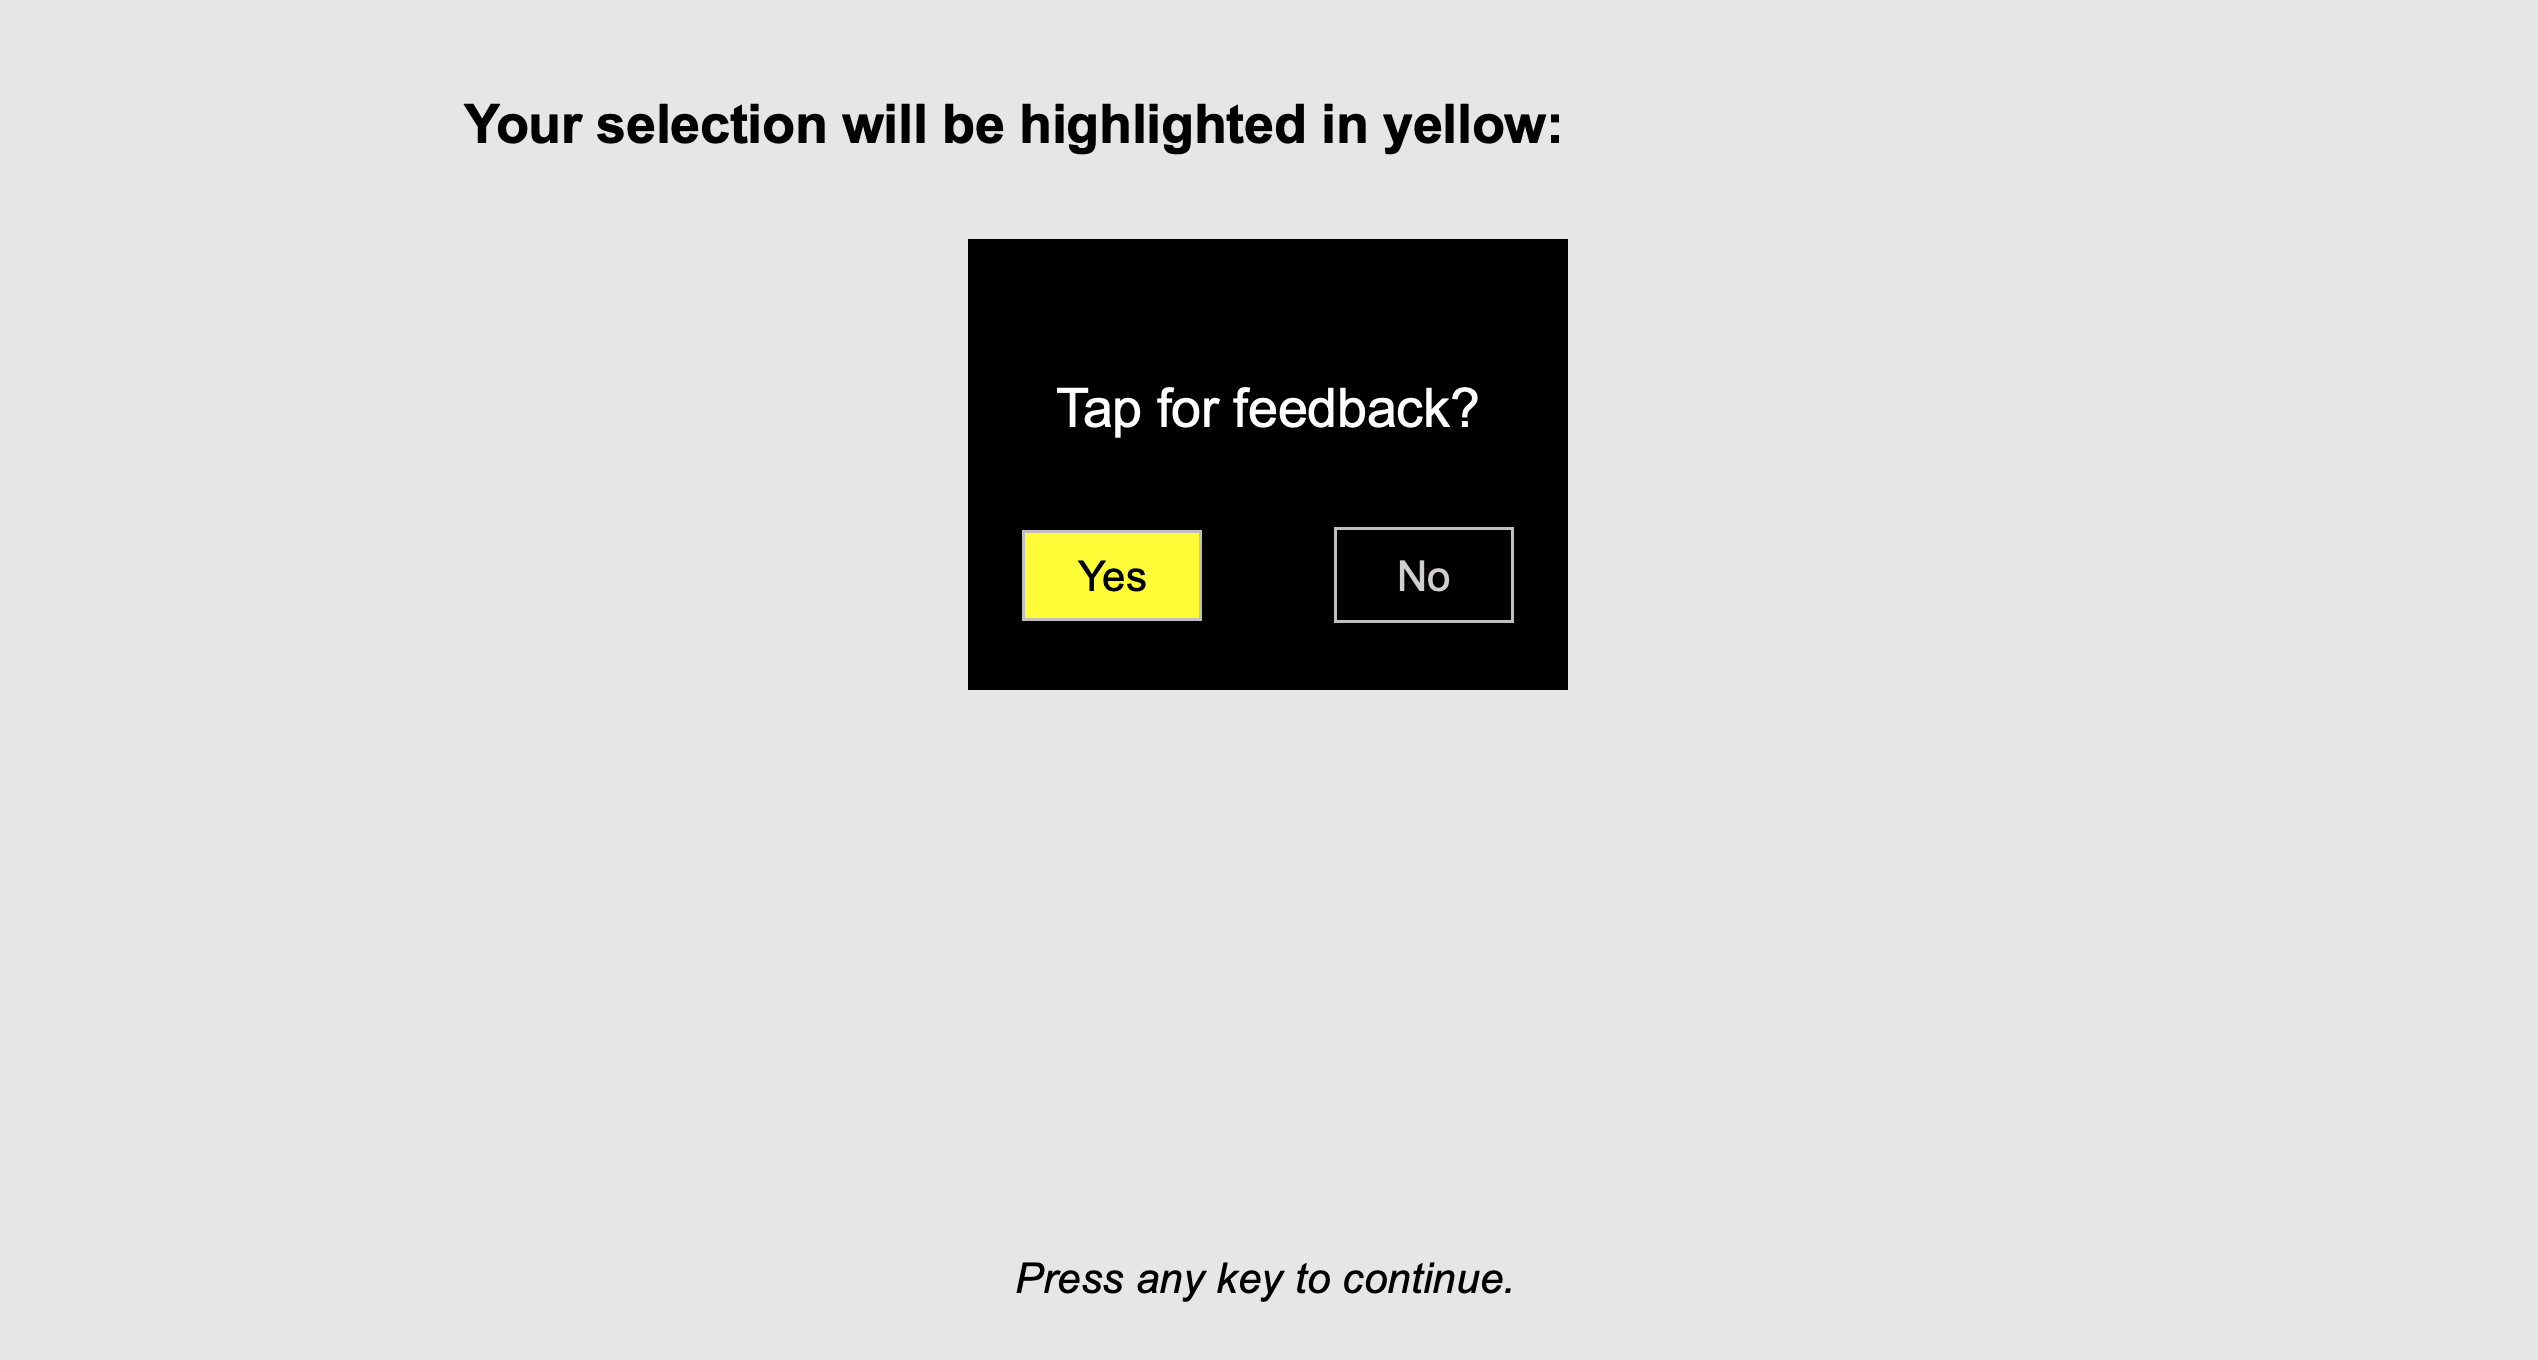 Your selection will be highlighted in yellow:
Tap for feedback?
Yes No
Press any key to continue.